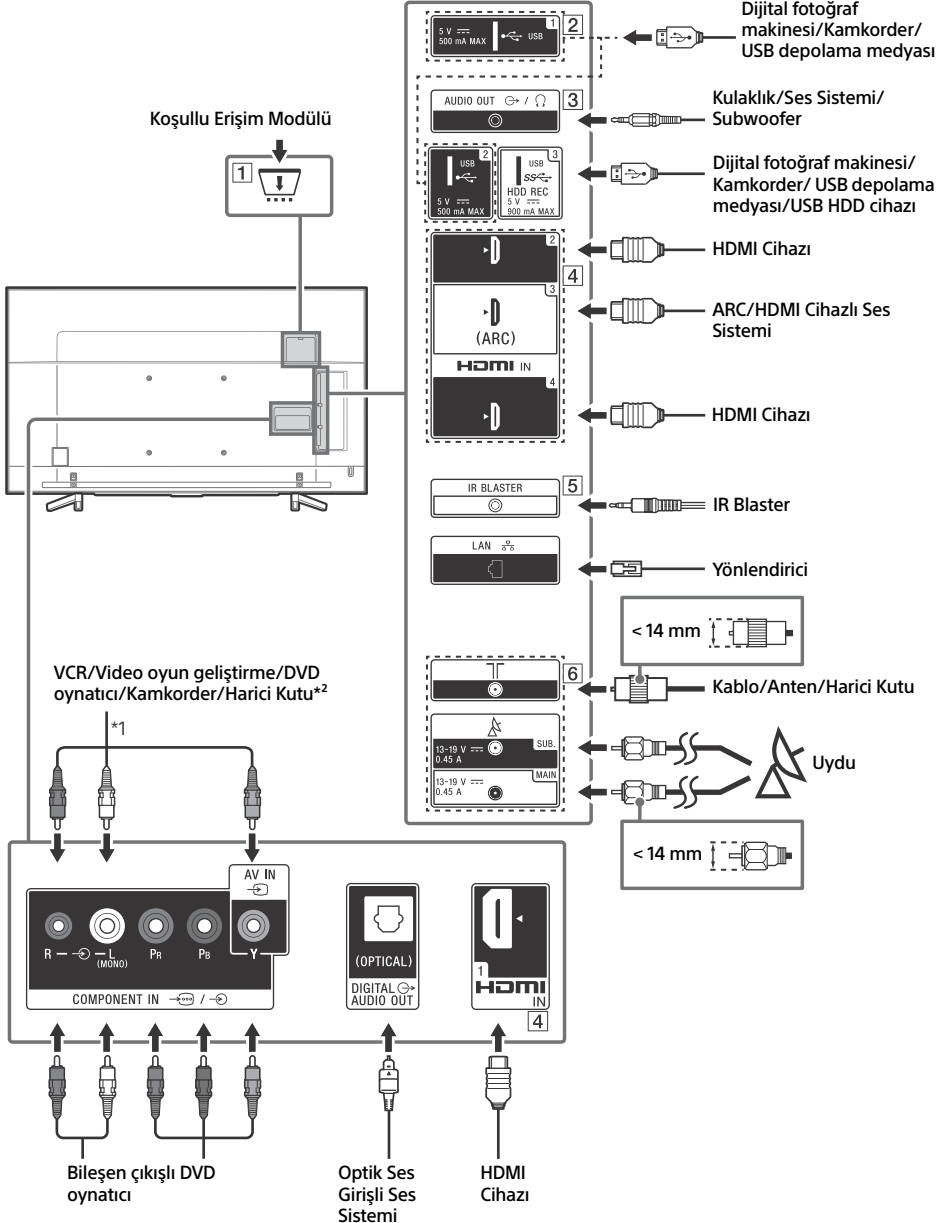 Dijital fotoğraf
makinesi/Kamkorder/
USB depolama medyası
5 V
500 mA MAX
USB
1
2
AUDIO OUT
3
Kulaklık/Ses Sistemi/
Subwoofer
Koşullu Erişim Modülü
1
USB
2
5 V
500 mA MAX
USB
3
SS
HDD REC
5 V
900 mA MAX
Dijital fotoğraf makinesi/
Kamkorder/ USB depolama
medyası/USB HDD cihazı
2
4
HDMI Cihazı
3
(ARC)
ARC/HDMI Cihazlı Ses
Sistemi
HDMI IN
4
HDMI Cihazı
IR BLASTER
5
IR Blaster
LAN
Yönlendirici
< 14 mm
6
Kablo/Anten/Harici Kutu
13-19 V
0.45 A
SUB.
13-19 V
0.45 A
MAIN
Uydu
< 14 mm
VCR/Video oyun geliştirme/DVD
oynatıcı/Kamkorder/Harici Kutu*2
*1
AV IN
R
L
(MONO)
PR
PB
Y
COMPONENT IN /
(OPTICAL)
DIGITAL
AUDIO OUT
1
HDMI
IN
4
Bileşen çıkışlı DVD
oynatıcı
Optik Ses
Girişli Ses
Sistemi
HDMI
Cihazı